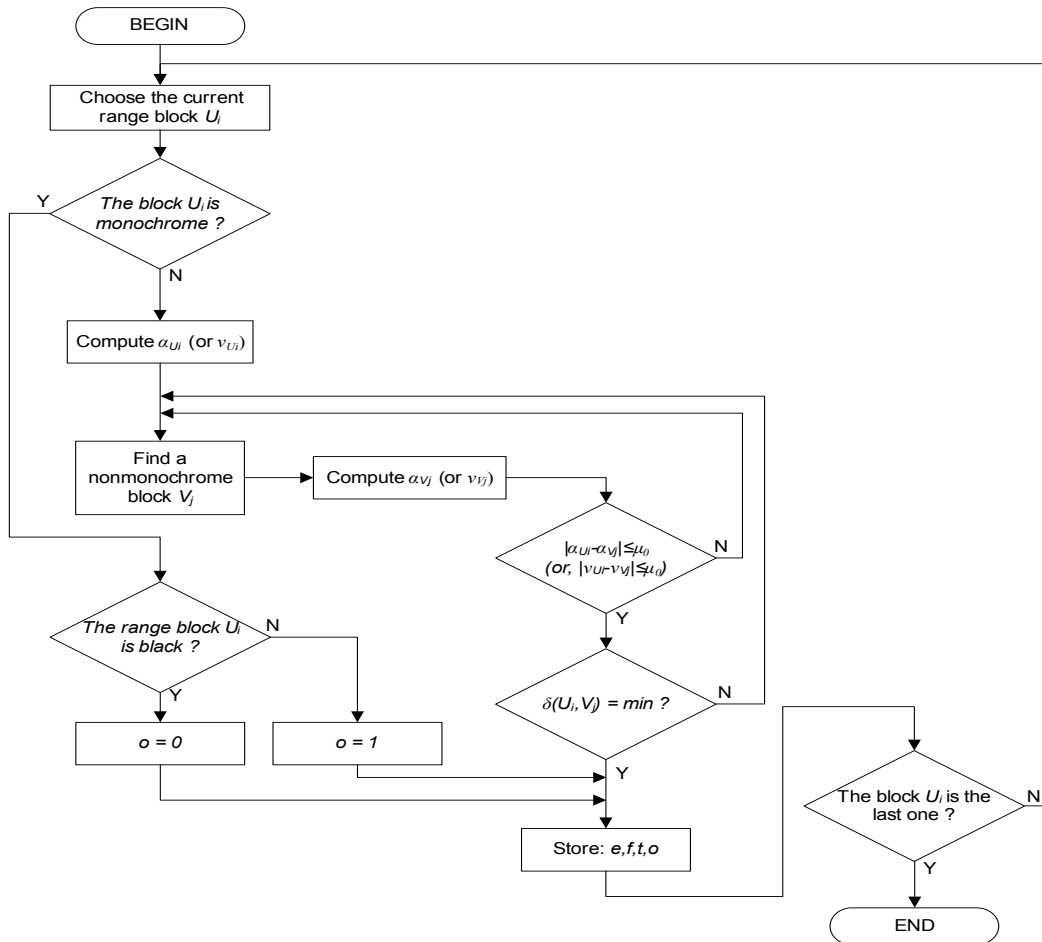 BEGIN
Choose the current
range block Ui
Y
The block Ui is
monochrome ?
N
Compute αUi (or νUi)
Find a
nonmonochrome
block Vj
Compute αVj (or νVj)
|αUi-αVj|≤μ0
(or, |νUi-νVj|≤μ0)
N
Y
The range block Ui
is black ?
N
Y
δ(Ui,Vj) = min ?
N
Y
o = 0
o = 1
Store: e,f,t,o
The block Ui is the
last one ?
N
Y
END